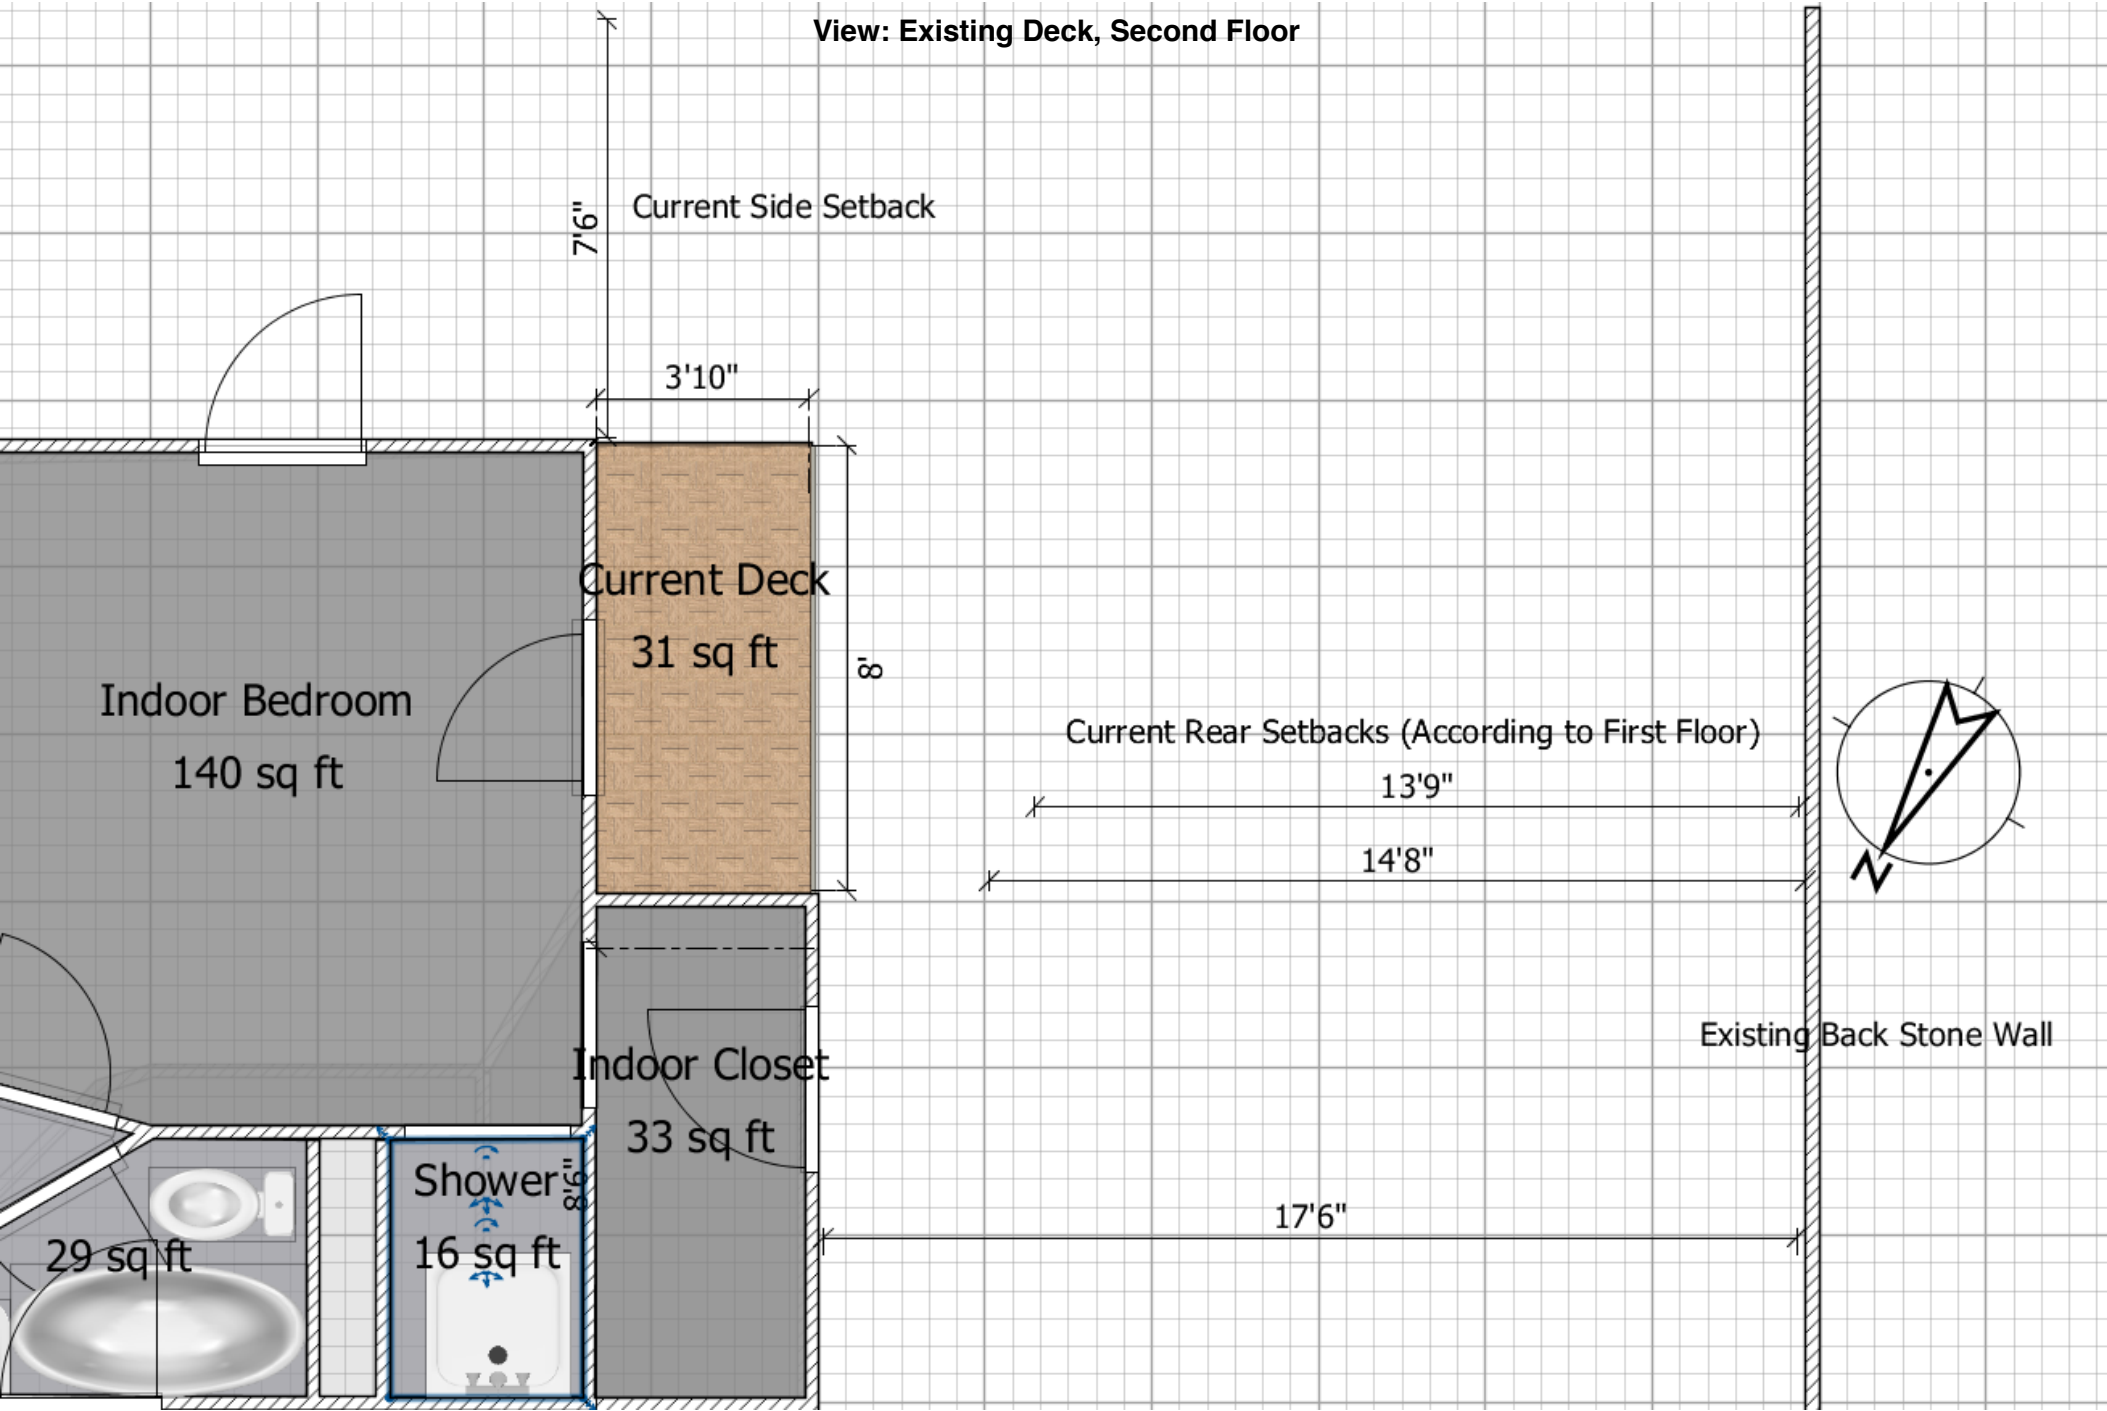 View: Existing Deck, Second Floor
7'6"
Current Side Setback
3'10"
Current Deck
31 sq ft
8'
Indoor Bedroom
140 sq ft
Current Rear Setbacks (According to First Floor)
13'9"
14'8"
N
Existing Back Stone Wall
Indoor Closet
33 sq ft
Shower
8'6"
16 sq ft
29 sq ft
17'6"